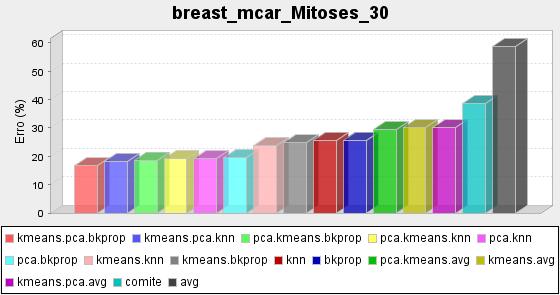 breast_mcar_Mitoses_30
Erro (%)
60
50
40
30
20
10
0
kmeans.pca.bkprop kmeans.pca.knn pca.kmeans.bkprop pca.kmeans.knn pca.knn
pca.bkprop kmeans.knn kmeans.bkprop knn bkprop pca.kmeans.avg kmeans.avg
kmeans.pca.avg comite avg